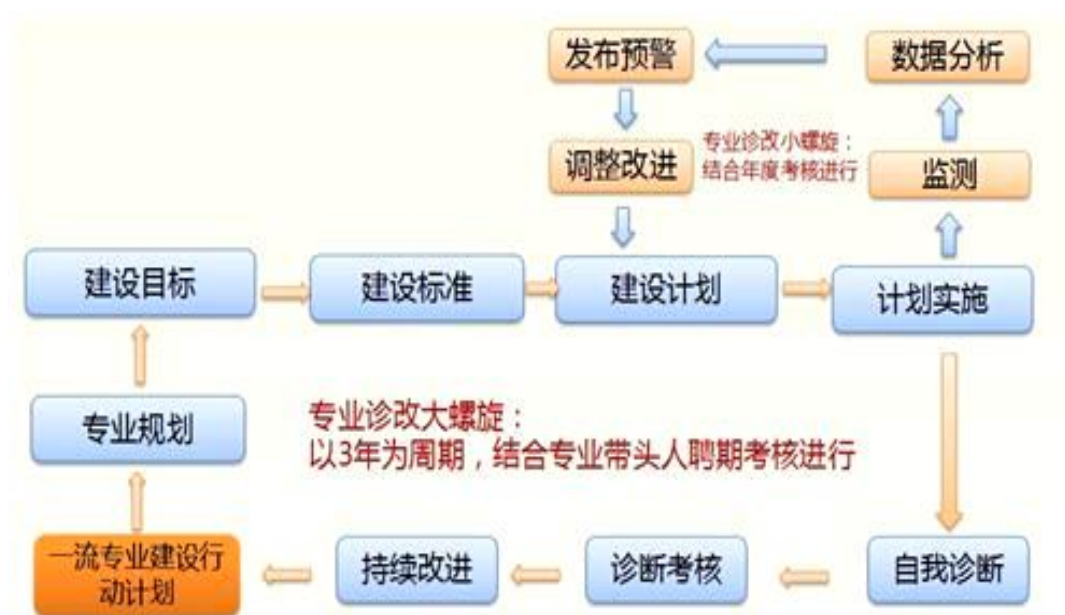 发布预警
数据分析
调整改进
专业诊改小螺旋：
结合年度考核进行
监测
建设目标
建设标准
建设计划
计划实施
专业规划
专业诊改大螺旋：
以3年为周期，结合专业带头人聘期考核进行
一流专业建设行
动计划
持续改进
诊断考核
自我诊断